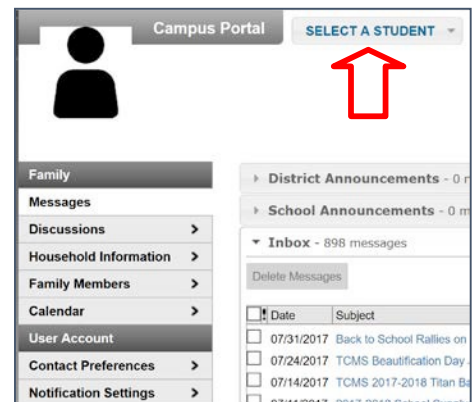 Campus Portal
SELECT A STUDENT
Family
Messages
Discussions
Household Information
Family Members
Calendar
User Account
Contact Preferences
Notification Settings
District Announcements - 0
School Announcements - 0
Inbox - 898 messages
Delete Messages
! Date Subject
07/31/2017 Back to School Rallies on
07/24/2017 TCMS Beautification Day
07/14/2017 TCMS 2017-2018 Titan